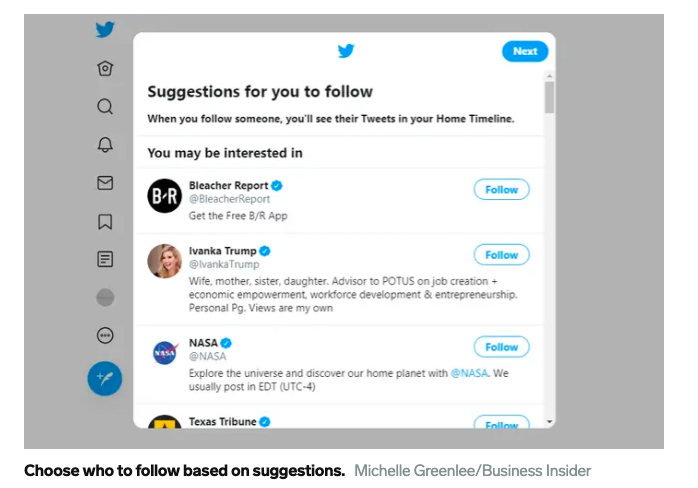 Next
Suggestions for you to follow
When you follow someone, you'll see their Tweets in your Home Timeline.
You may be interested in
B/R
Bleacher Report
@BleacherReport
Follow
Get the Free B/R App
Ivanka Trump
@IvankaTrump
Follow
Wife, mother, sister, daughter. Advisor to POTUS on job creation +
economic empowerment, workforce development & entrepreneurship.
Personal Pg. Views are my own
NASA
NASA
@NASA
Follow
Explore the universe and discover our home planet with @NASA. We
usually post in EDT (UTC-4)
Texas Tribune
Follow
Choose who to follow based on suggestions. Michelle Greenlee/Business Insider